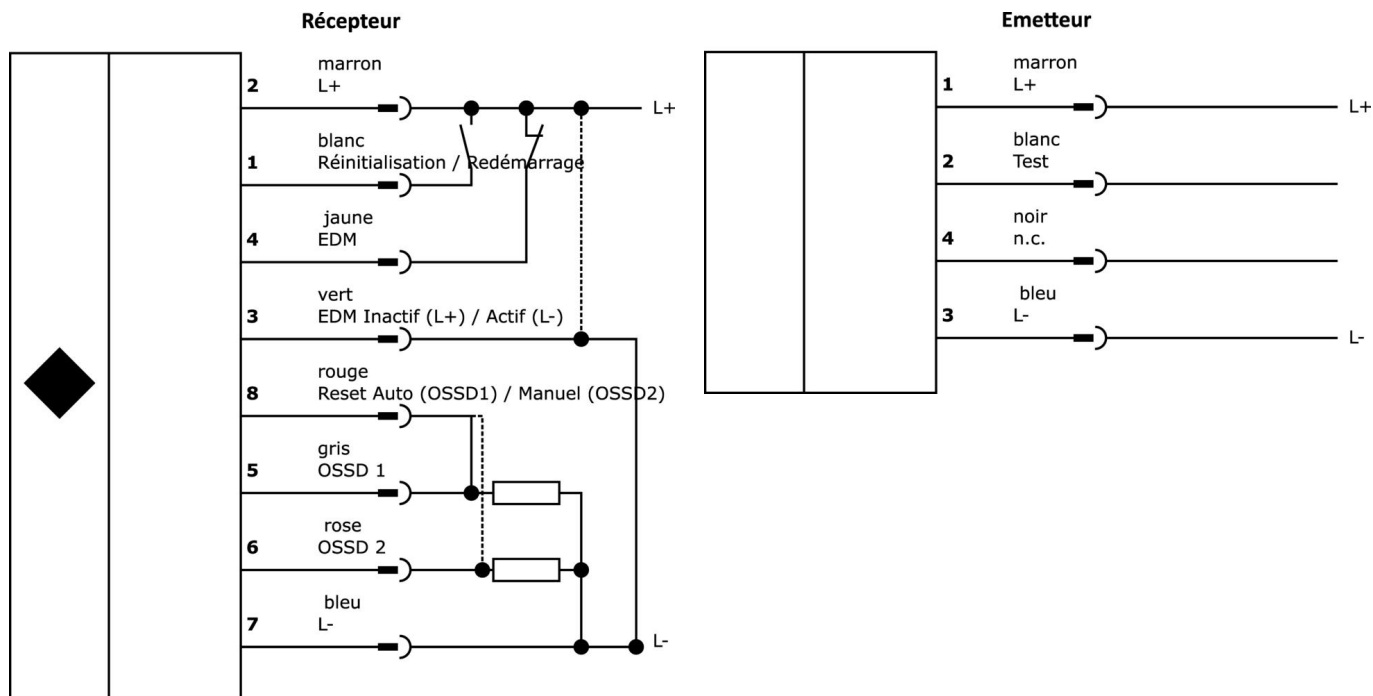 Récepteur
2
marron
L+
L+
1
blanc
Réinitialisation / Redémarrage
4
jaune
EDM
3
vert
EDM Inactif (L+) / Actif (L-)
8
rouge
Reset Auto (OSSD1) / Manuel (OSSD2)
5
gris
OSSD 1
6
rose
OSSD 2
7
bleu
L-
L-
Emetteur
1
marron
L+
L+
2
blanc
Test
4
noir
n.c.
3
bleu
L-
L-